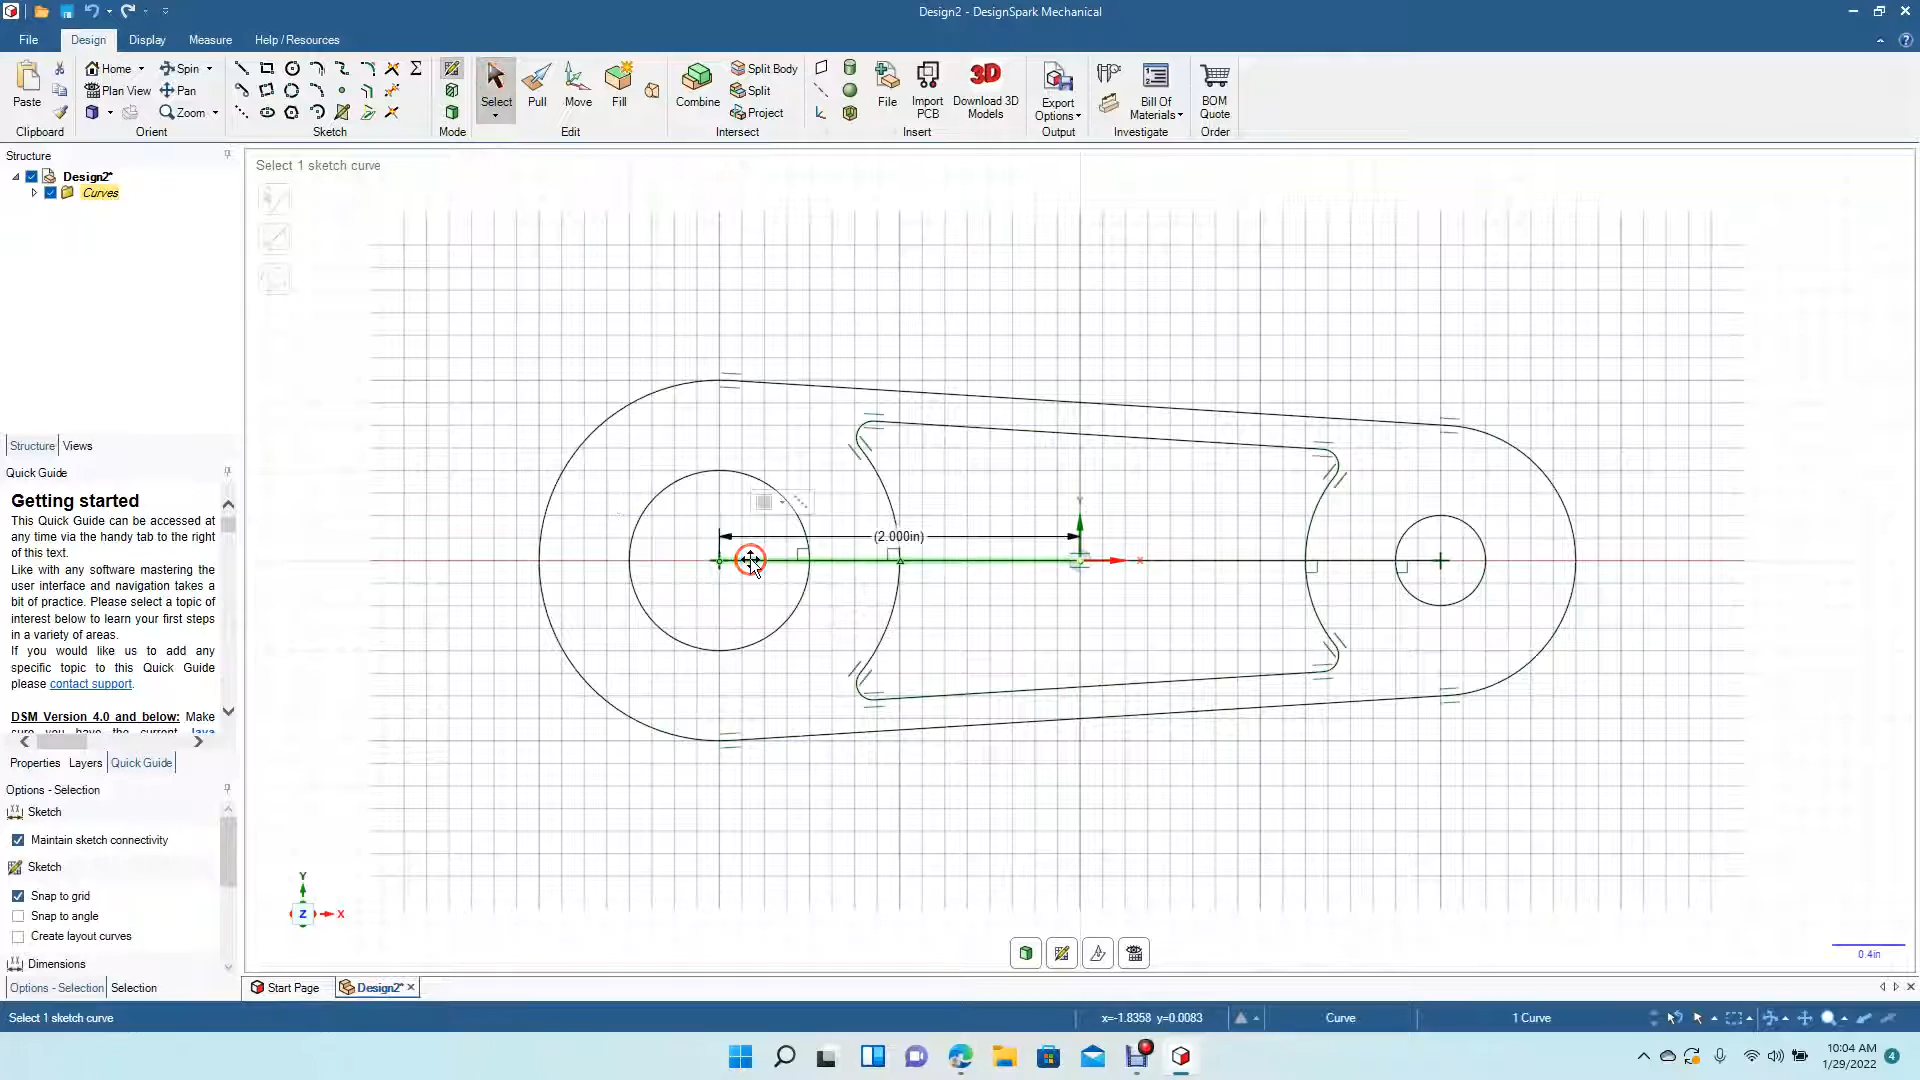 Design2 - DesignSpark Mechanical
File Design Display Measure Help / Resources
Paste
Clipboard
Home Spin
Plan View Pan
Zoom
Orient
Sketch
Mode
Select Pull Move Fill
Edit
Combine
Split Body
Split
Project
Intersect
File
Import PCB
Download 3D Models
Insert
Export Options
Output
Bill Of Materials
Investigate
BOM Quote
Order
Structure
Design2*
Curves
Structure Views
Quick Guide
Getting started
This Quick Guide can be accessed at
any time via the handy tab to the right
of this text.
Like with any software mastering the
user interface and navigation takes a
bit of practice. Please select a topic of
interest below to learn your first steps
in a variety of areas.
If you would like us to add any
specific topic to this Quick Guide
please contact support.
DSM Version 4.0 and below: Make
Properties Layers Quick Guide
Options - Selection
Sketch
Maintain sketch connectivity
Sketch
Snap to grid
Snap to angle
Create layout curves
Dimensions
Options - Selection Selection
Select 1 sketch curve
(2.000in)
Y
X
Y
Z X
0.4in
Start Page Design2*
Select 1 sketch curve
x=-1.8358 y=0.0083
Curve
1 Curve
10:04 AM
1/29/2022
4